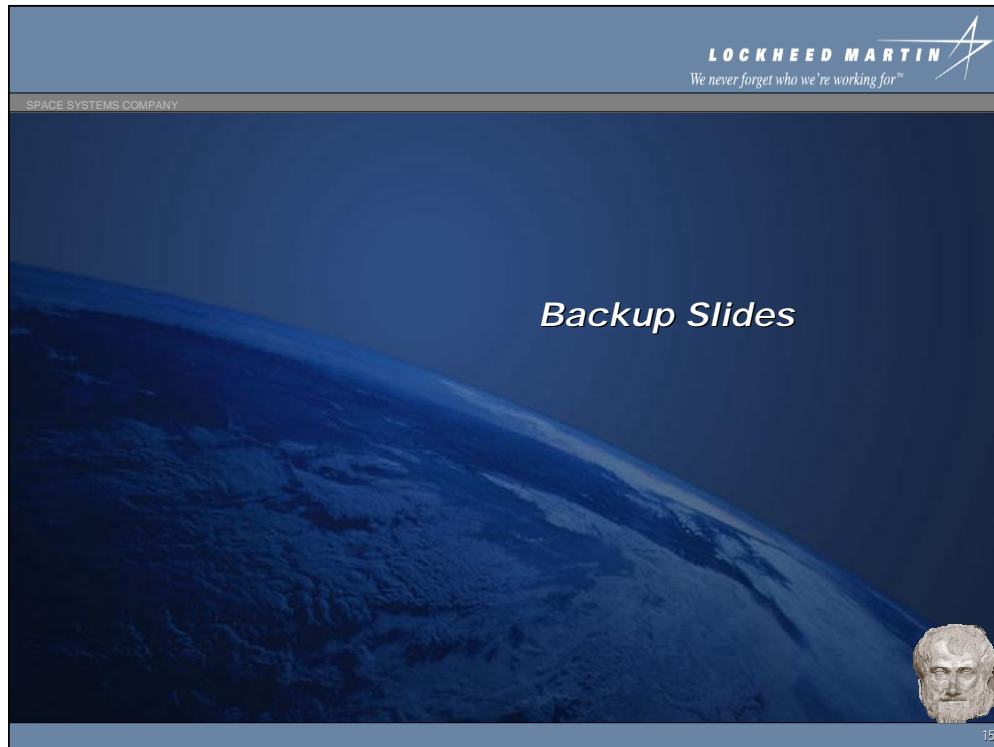 LOCKHEED MARTIN
We never forget who we're working for™
SPACE SYSTEMS COMPANY
Backup Slides
15